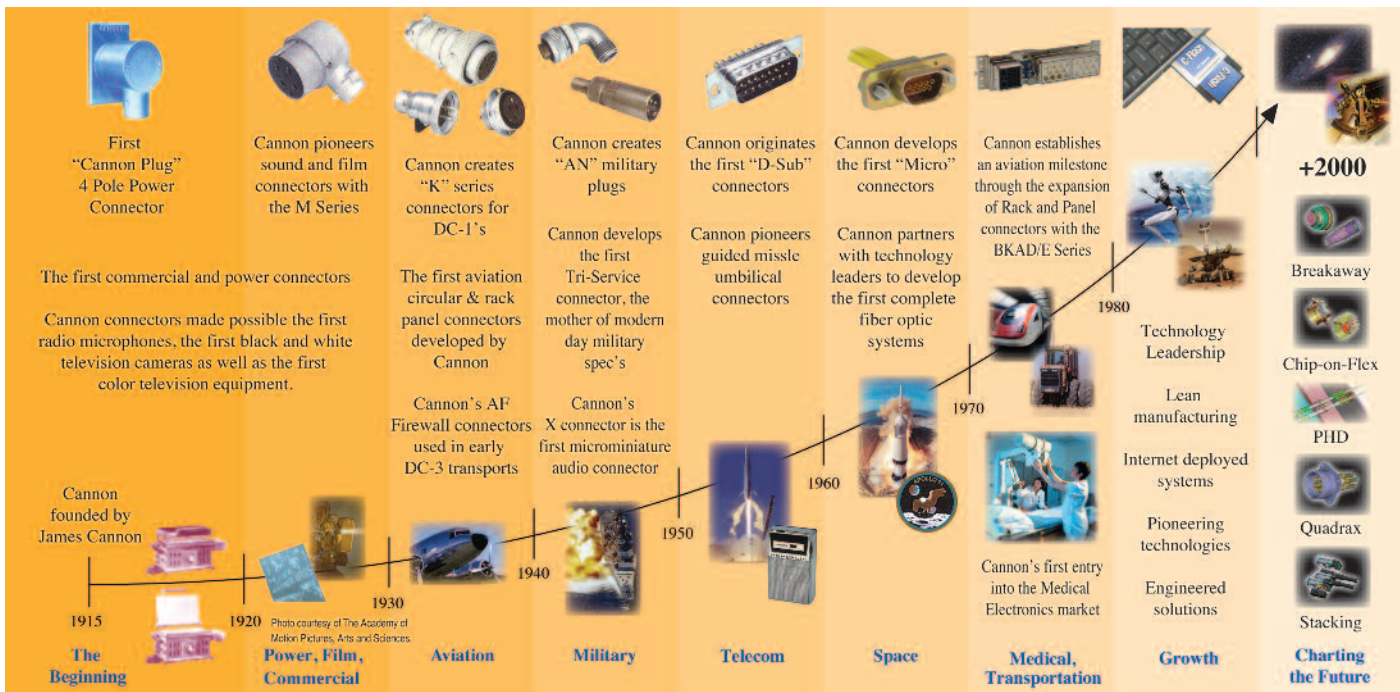 First
“Cannon Plug”
4 Pole Power
Connector
Cannon pioneers
sound and film
connectors with
the M Series
The first commercial and power connectors
Cannon connectors made possible the first
radio microphones, the first black and white
television cameras as well as the first
color television equipment.
Cannon
founded by
James Cannon
Cannon creates
“K” series
connectors for
DC-1's
The first aviation
circular & rack
panel connectors
developed by
Cannon
Cannon's AF
Firewall connectors
used in early
DC-3 transports
Cannon creates
“AN” military
plugs
Cannon develops
the first
Tri-Service
connector, the
mother of modern
day military
spec's
Cannon's
X connector is the
first microminiature
audio connector
Cannon originates
the first “D-Sub”
connectors
Cannon pioneers
guided missle
umbilical
connectors
Cannon develops
the first “Micro”
connectors
Cannon partners
with technology
leaders to develop
the first complete
fiber optic
systems
APOLLO 11
Cannon establishes
an aviation milestone
through the expansion
of Rack and Panel
connectors with the
BKAD/E Series
Cannon's first entry
into the Medical
Electronics market
C-Flash
Technology
Leadership
Lean
manufacturing
Internet deployed
systems
Pioneering
technologies
Engineered
solutions
+2000
Breakaway
Chip-on-Flex
PHD
Quadrax
Stacking
1915
1920
1930
1940
1950
1960
1970
1980
Photo courtesy of The Academy of
Motion Pictures, Arts and Sciences.
The
Beginning
Power, Film,
Commercial
Aviation
Military
Telecom
Space
Medical,
Transportation
Growth
Charting
the Future